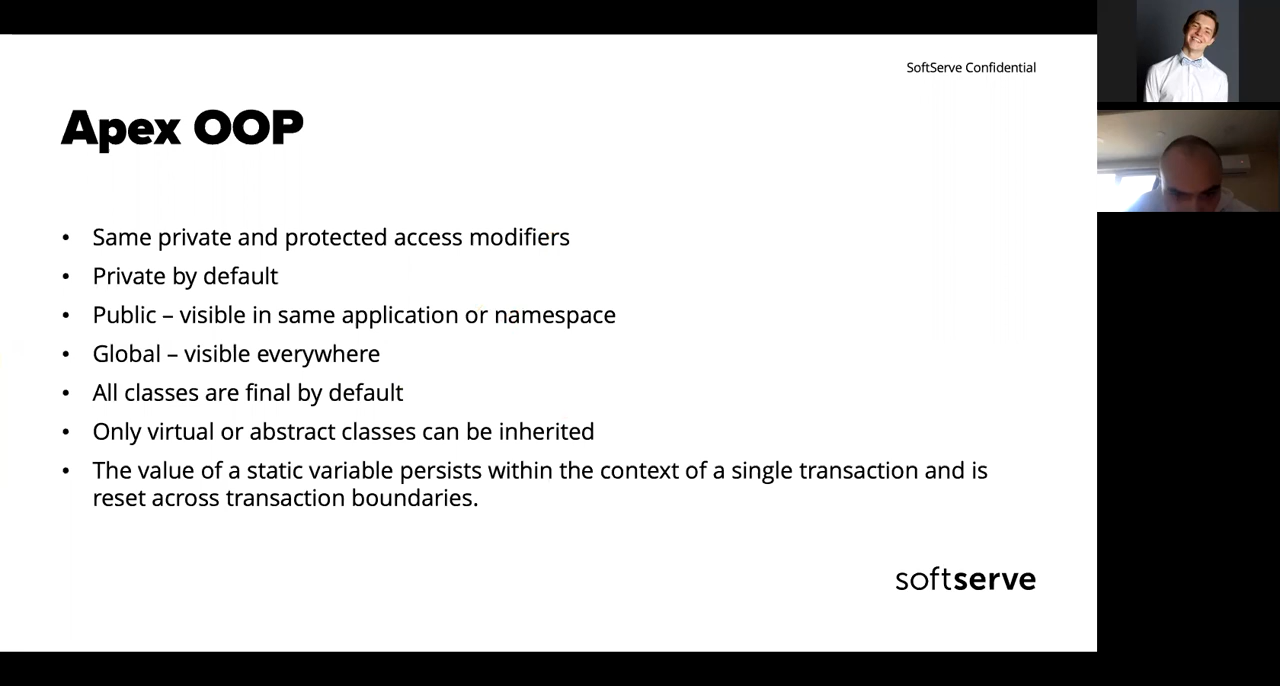 SoftServe Confidential
Apex OOP
• Same private and protected access modifiers
• Private by default
• Public – visible in same application or namespace
• Global – visible everywhere
• All classes are final by default
• Only virtual or abstract classes can be inherited
• The value of a static variable persists within the context of a single transaction and is
reset across transaction boundaries.
softserve